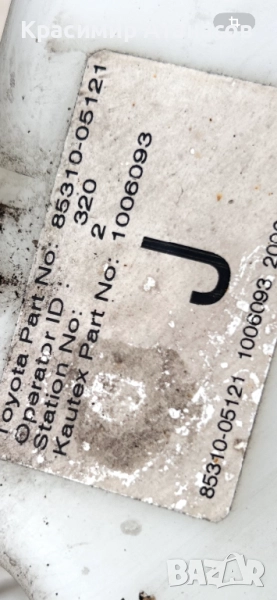 Toyota Part No: 85310-05121
Operator ID : 320
Station No: 2
Kautex Part No: 1006093
J
85310-05121 1006093
BAZAR